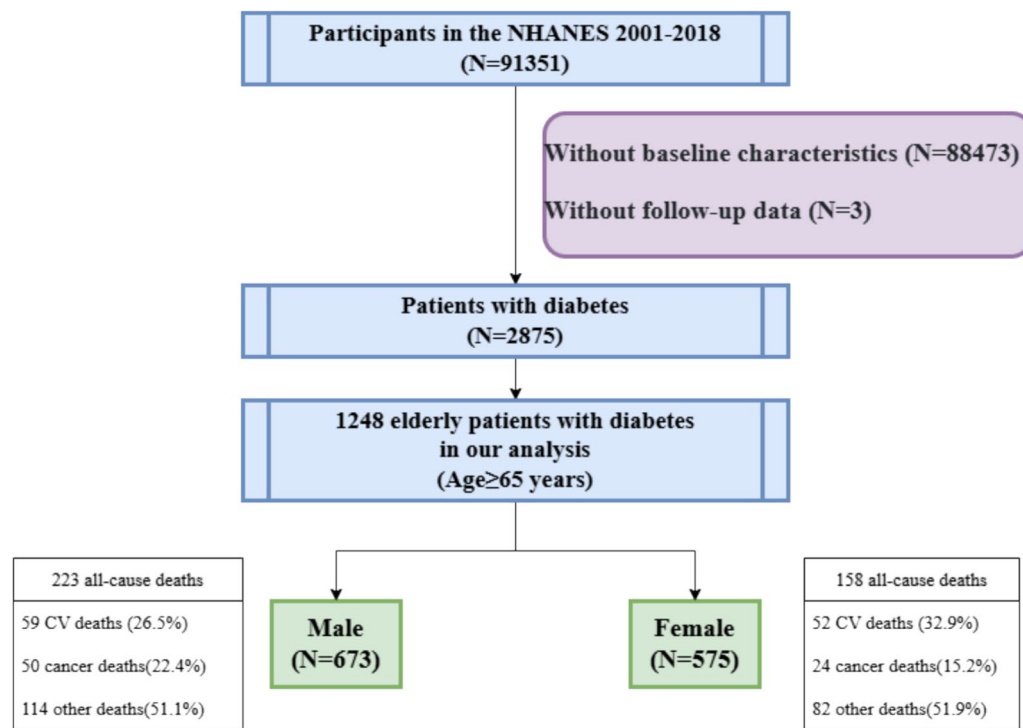 Participants in the NHANES 2001-2018
(N=91351)
Without baseline characteristics (N=88473)
Without follow-up data (N=3)
Patients with diabetes
(N=2875)
1248 elderly patients with diabetes
in our analysis
(Age≥65 years)
223 all-cause deaths
59 CV deaths (26.5%)
50 cancer deaths(22.4%)
114 other deaths(51.1%)
Male
(N=673)
Female
(N=575)
158 all-cause deaths
52 CV deaths (32.9%)
24 cancer deaths(15.2%)
82 other deaths(51.9%)